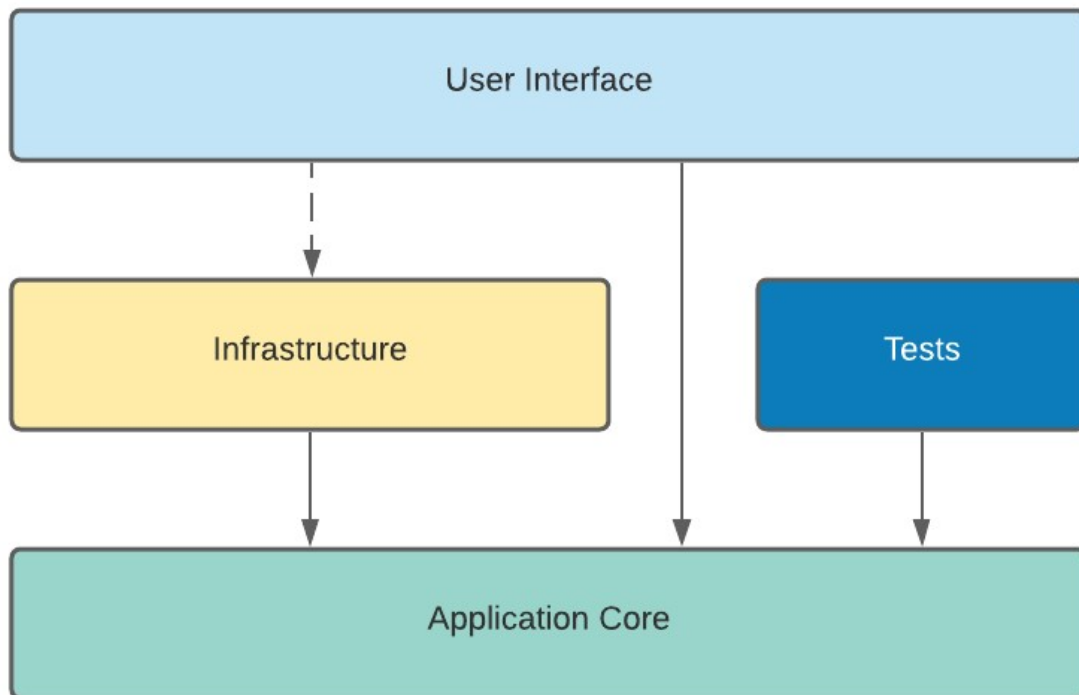 User Interface
Infrastructure
Tests
Application Core